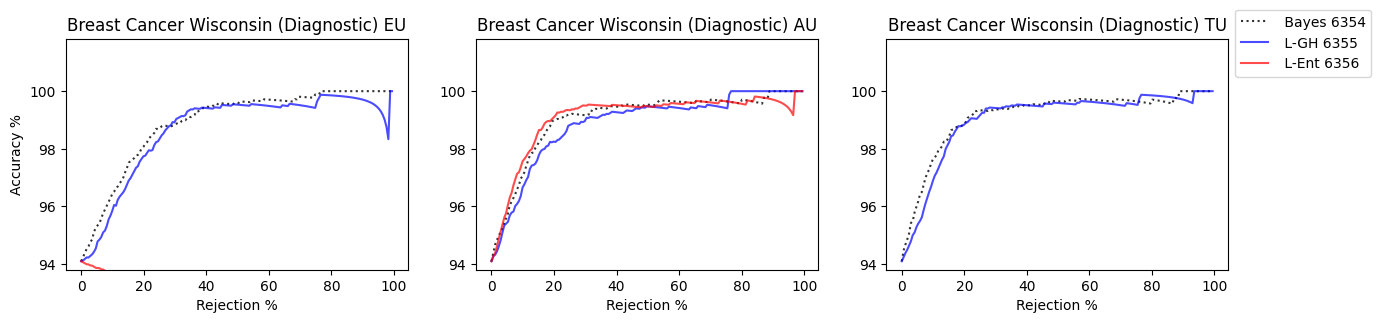 Breast Cancer Wisconsin (Diagnostic) EU
Accuracy %
100
98
96
94
0 20 40 60 80 100
Rejection %
Breast Cancer Wisconsin (Diagnostic) AU
100
98
96
94
0 20 40 60 80 100
Rejection %
Breast Cancer Wisconsin (Diagnostic) TU
100
98
96
94
0 20 40 60 80 100
Rejection %
Bayes 6354
L-GH 6355
L-Ent 6356